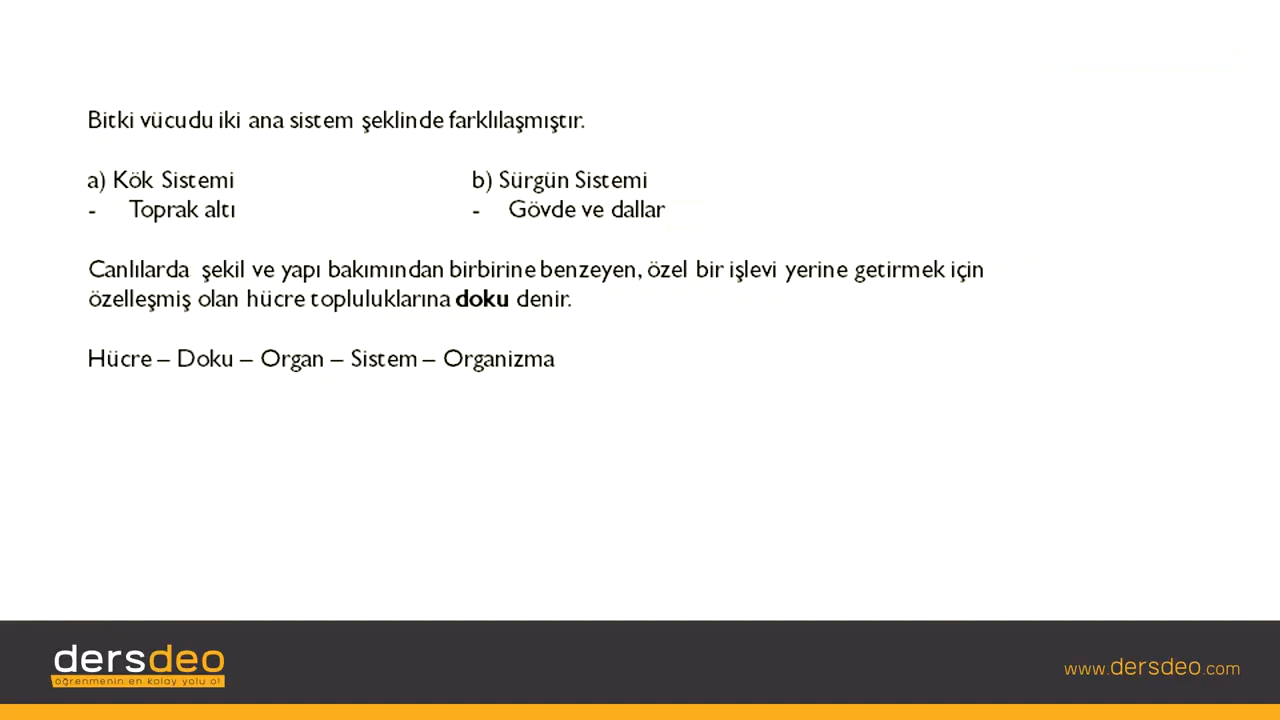 Bitki vücudu iki ana sistem şeklinde farklılaşmıştır.
a) Kök Sistemi
- Toprak altı
b) Sürgün Sistemi
- Gövde ve dallar
Canlılarda şekil ve yapı bakımından birbirine benzeyen, özel bir işlevi yerine getirmek için
özelleşmiş olan hücre topluluklarına doku denir.
Hücre – Doku – Organ – Sistem – Organizma
dersdeo
öğrenmenin en kolay yolu o!
www.dersdeo.com